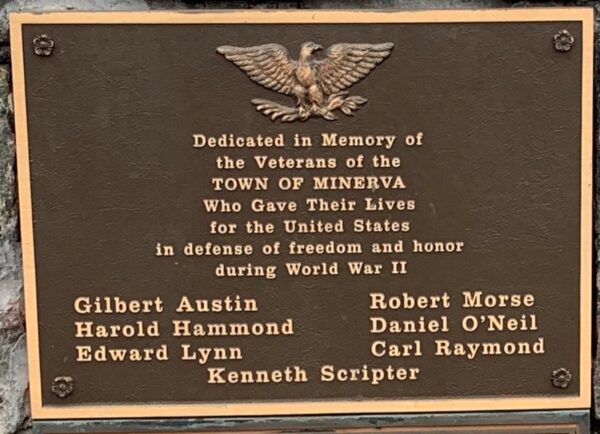 Dedicated in Memory of
the Veterans of the
TOWN OF MINERVA
Who Gave Their Lives
for the United States
in defense of freedom and honor
during World War II
Gilbert Austin Robert Morse
Harold Hammond Daniel O'Neil
Edward Lynn Carl Raymond
Kenneth Scripter